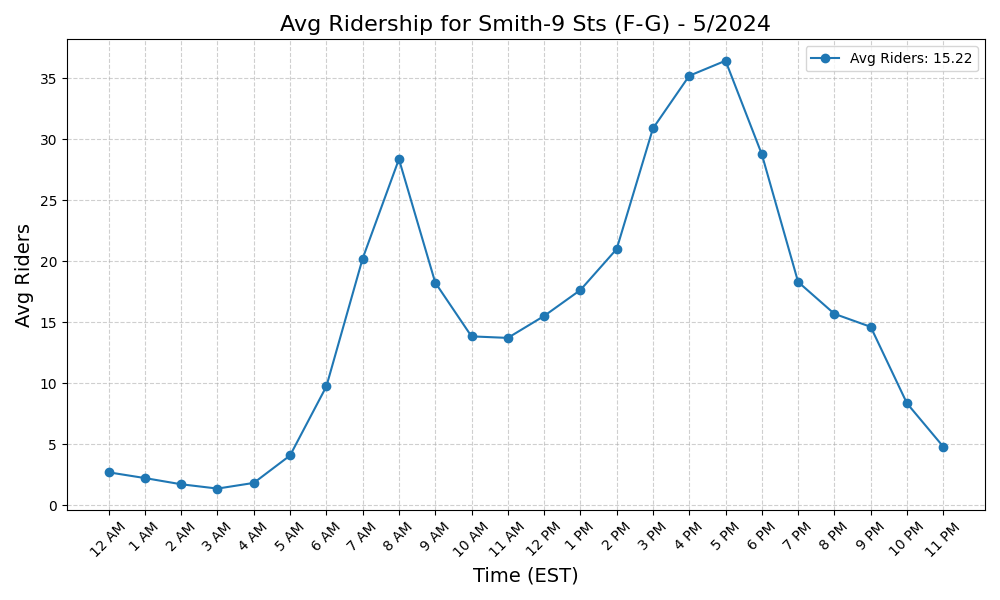 Avg Ridership for Smith-9 Sts (F-G) - 5/2024
Avg Riders: 15.22
Avg Riders
35
30
25
20
15
10
5
0
12 AM
1 AM
2 AM
3 AM
4 AM
5 AM
6 AM
7 AM
8 AM
9 AM
10 AM
11 AM
12 PM
1 PM
2 PM
3 PM
4 PM
5 PM
6 PM
7 PM
8 PM
9 PM
10 PM
11 PM
Time (EST)